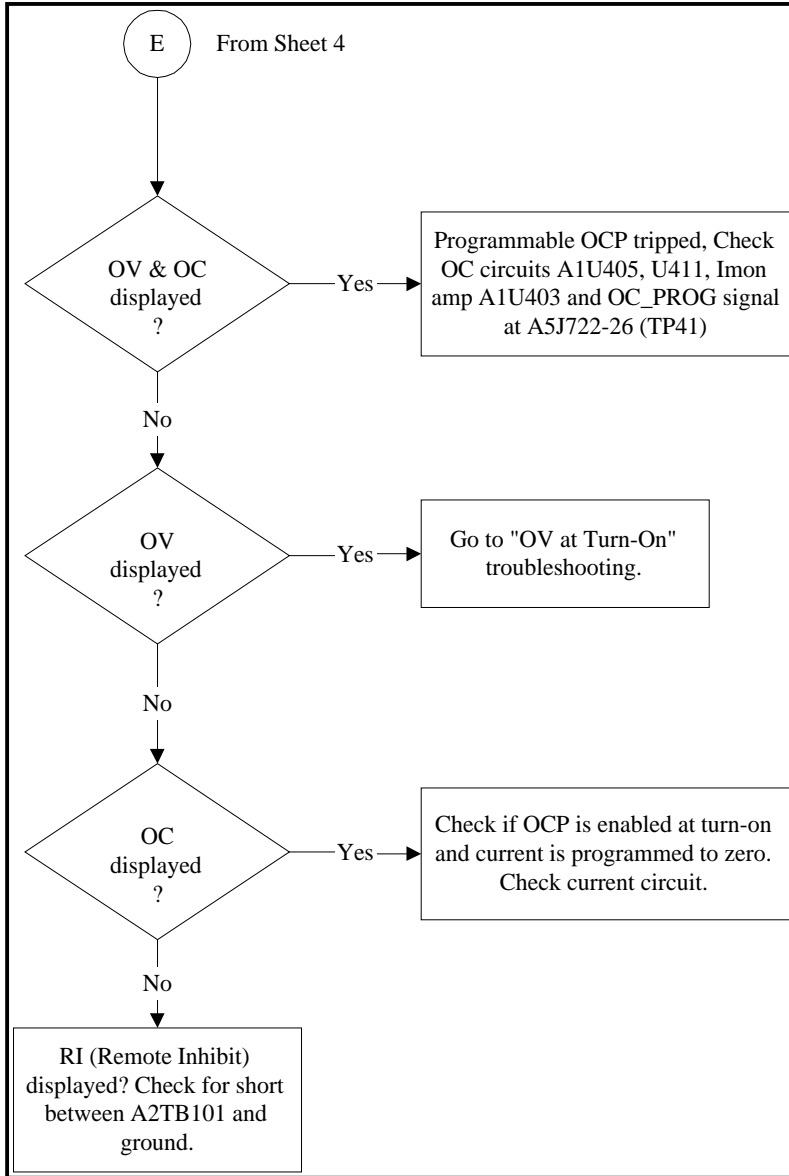 E
From Sheet 4
OV & OC
displayed
?
Yes
Programmable OCP tripped, Check
OC circuits A1U405, U411, Imon
amp A1U403 and OC_PROG signal
at A5J722-26 (TP41)
No
OV
displayed
?
Yes
Go to "OV at Turn-On"
troubleshooting.
No
OC
displayed
?
Yes
Check if OCP is enabled at turn-on
and current is programmed to zero.
Check current circuit.
No
RI (Remote Inhibit)
displayed? Check for short
between A2TB101 and
ground.